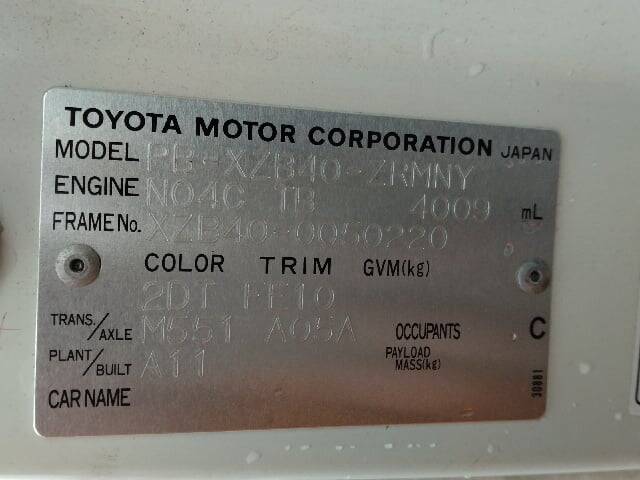 TOYOTA MOTOR CORPORATION JAPAN
MODEL PB-XZB40-ZRMNY
ENGINE N04C TB 4009 mL
FRAME No. XZB40-0050220
COLOR TRIM GVM(kg)
2DT FE10
TRANS./AXLE M551 A05A OCCUPANTS C
PLANT/BUILT A11 PAYLOAD MASS(kg)
CAR NAME
30881